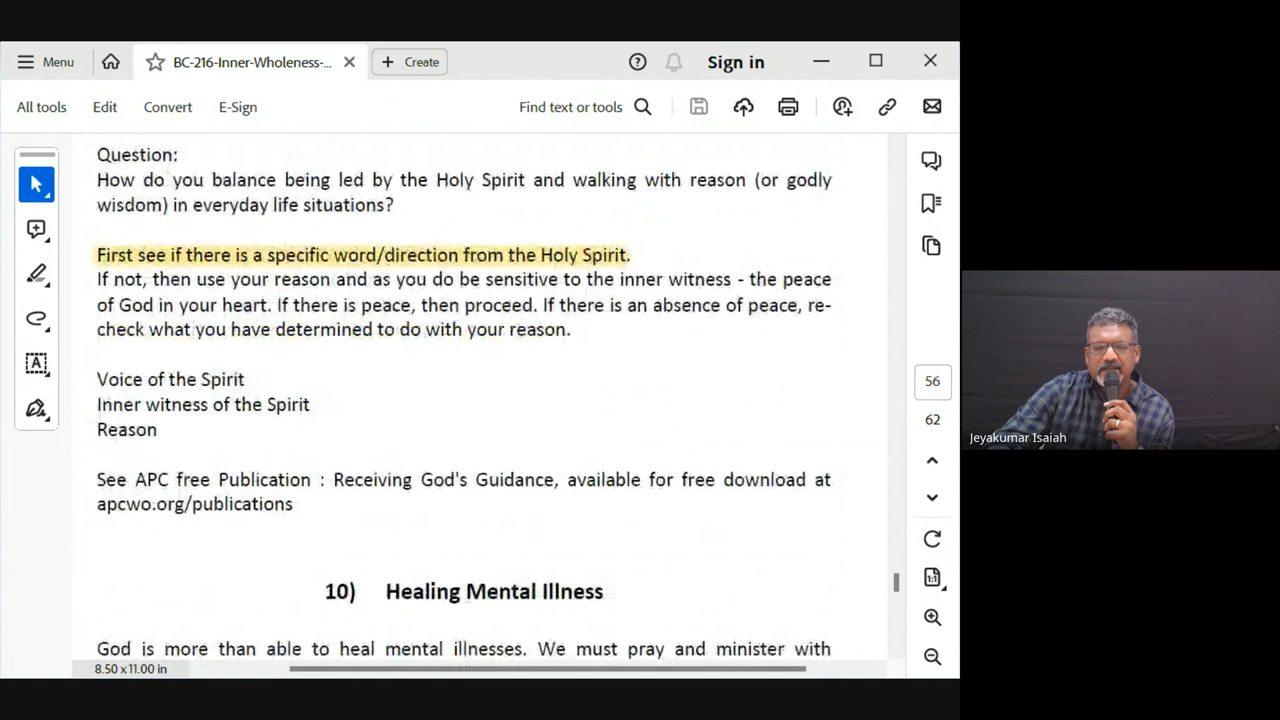 Menu
BC-216-Inner-Wholeness-...
Create
Sign in
All tools
Edit
Convert
E-Sign
Find text or tools
Question:
How do you balance being led by the Holy Spirit and walking with reason (or godly
wisdom) in everyday life situations?
First see if there is a specific word/direction from the Holy Spirit.
If not, then use your reason and as you do be sensitive to the inner witness - the peace
of God in your heart. If there is peace, then proceed. If there is an absence of peace, re-
check what you have determined to do with your reason.
Voice of the Spirit
Inner witness of the Spirit
Reason
See APC free Publication : Receiving God's Guidance, available for free download at
apcwo.org/publications
10) Healing Mental Illness
God is more than able to heal mental illnesses. We must pray and minister with
8.50 x 11.00 in
56
62
1:1
Jeyakumar Isaiah